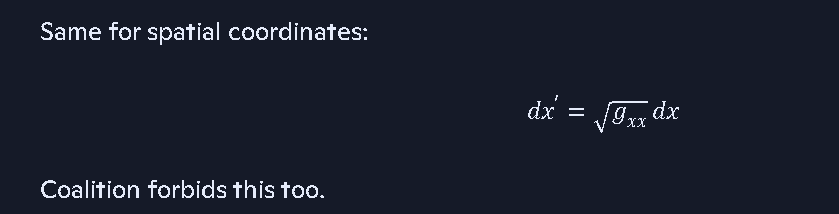 Same for spatial coordinates:
dx' = √g_xx dx
Coalition forbids this too.